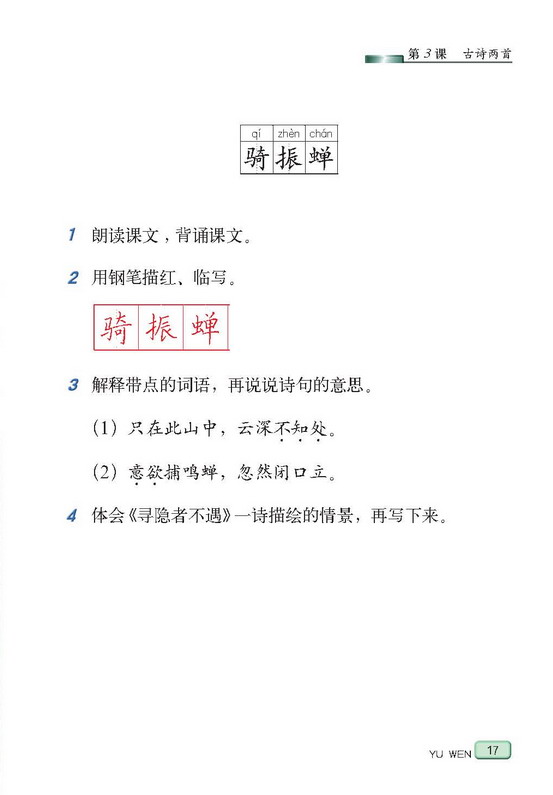 第3课 古诗两首
qí zhèn chán
骑振蝉
1 朗读课文,背诵课文。
2 用钢笔描红、临写。
骑振蝉
3 解释带点的词语,再说说诗句的意思。
(1) 只在此山中,云深不知处。
(2) 意欲捕鸣蝉,忽然闭口立。
4 体会《寻隐者不遇》一诗描绘的情景,再写下来。
YU WEN 17